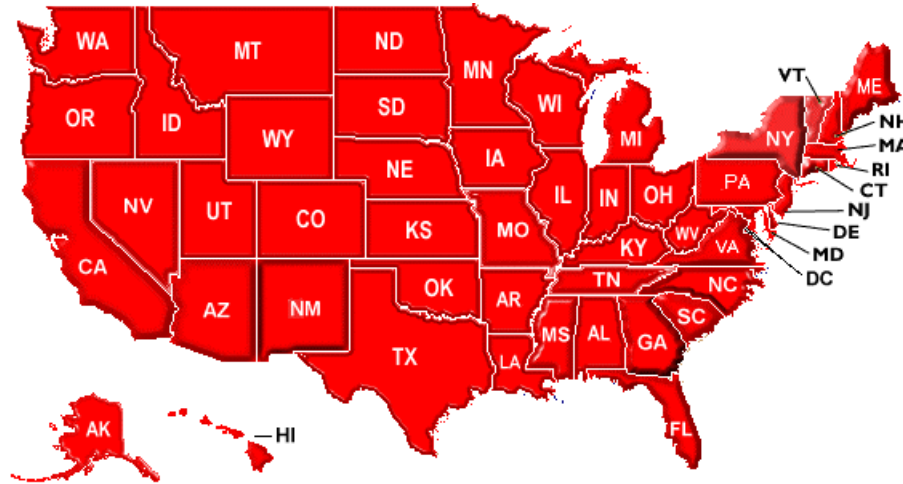 WA
MT
ND
MN
ME
VT
OR
ID
SD
WI
MI
NY
NH
MA
WY
IA
NE
RI
PA
CT
NV
UT
CO
IL
IN
OH
NJ
KS
MO
WV
DE
KY
VA
MD
CA
DC
TN
NC
AZ
NM
OK
AR
SC
MS
AL
GA
TX
LA
AK
HI
FL